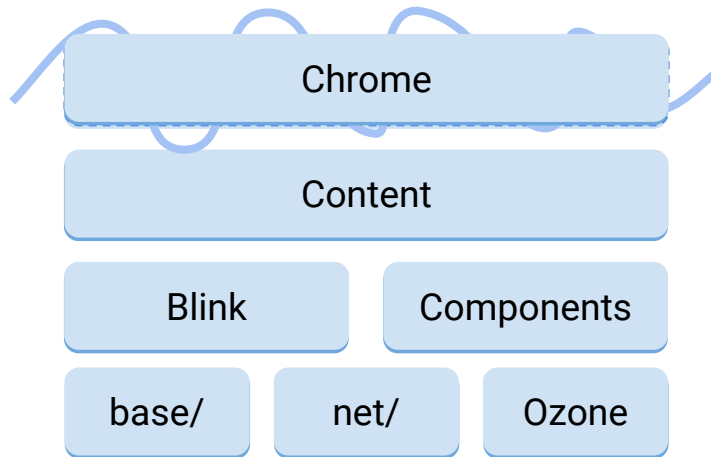 Chrome
Content
Blink
Components
base/
net/
Ozone